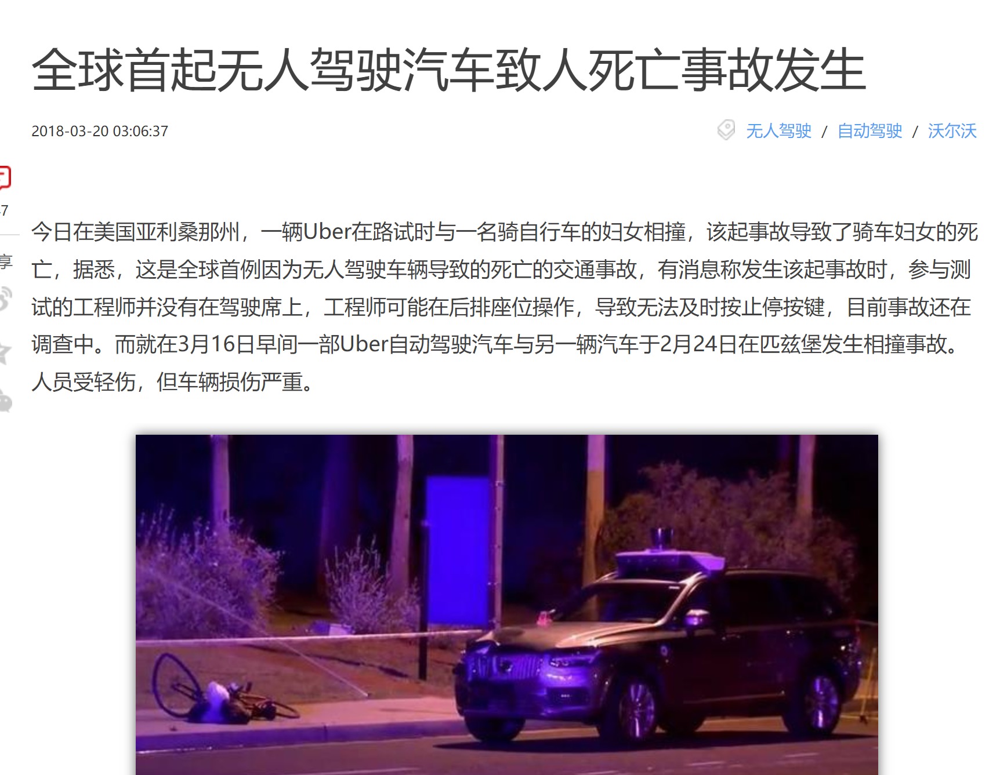 全球首起无人驾驶汽车致人死亡事故发生
2018-03-20 03:06:37
无人驾驶 / 自动驾驶 / 沃尔沃
7
享
今日在美国亚利桑那州，一辆Uber在路试时与一名骑自行车的妇女相撞，该起事故导致了骑车妇女的死
亡，据悉，这是全球首例因为无人驾驶车辆导致的死亡的交通事故，有消息称发生该起事故时，参与测
试的工程师并没有在驾驶席上，工程师可能在后排座位操作，导致无法及时按止停按键，目前事故还在
调查中。而就在3月16日早间一部Uber自动驾驶汽车与另一辆汽车于2月24日在匹兹堡发生相撞事故。
人员受轻伤，但车辆损伤严重。